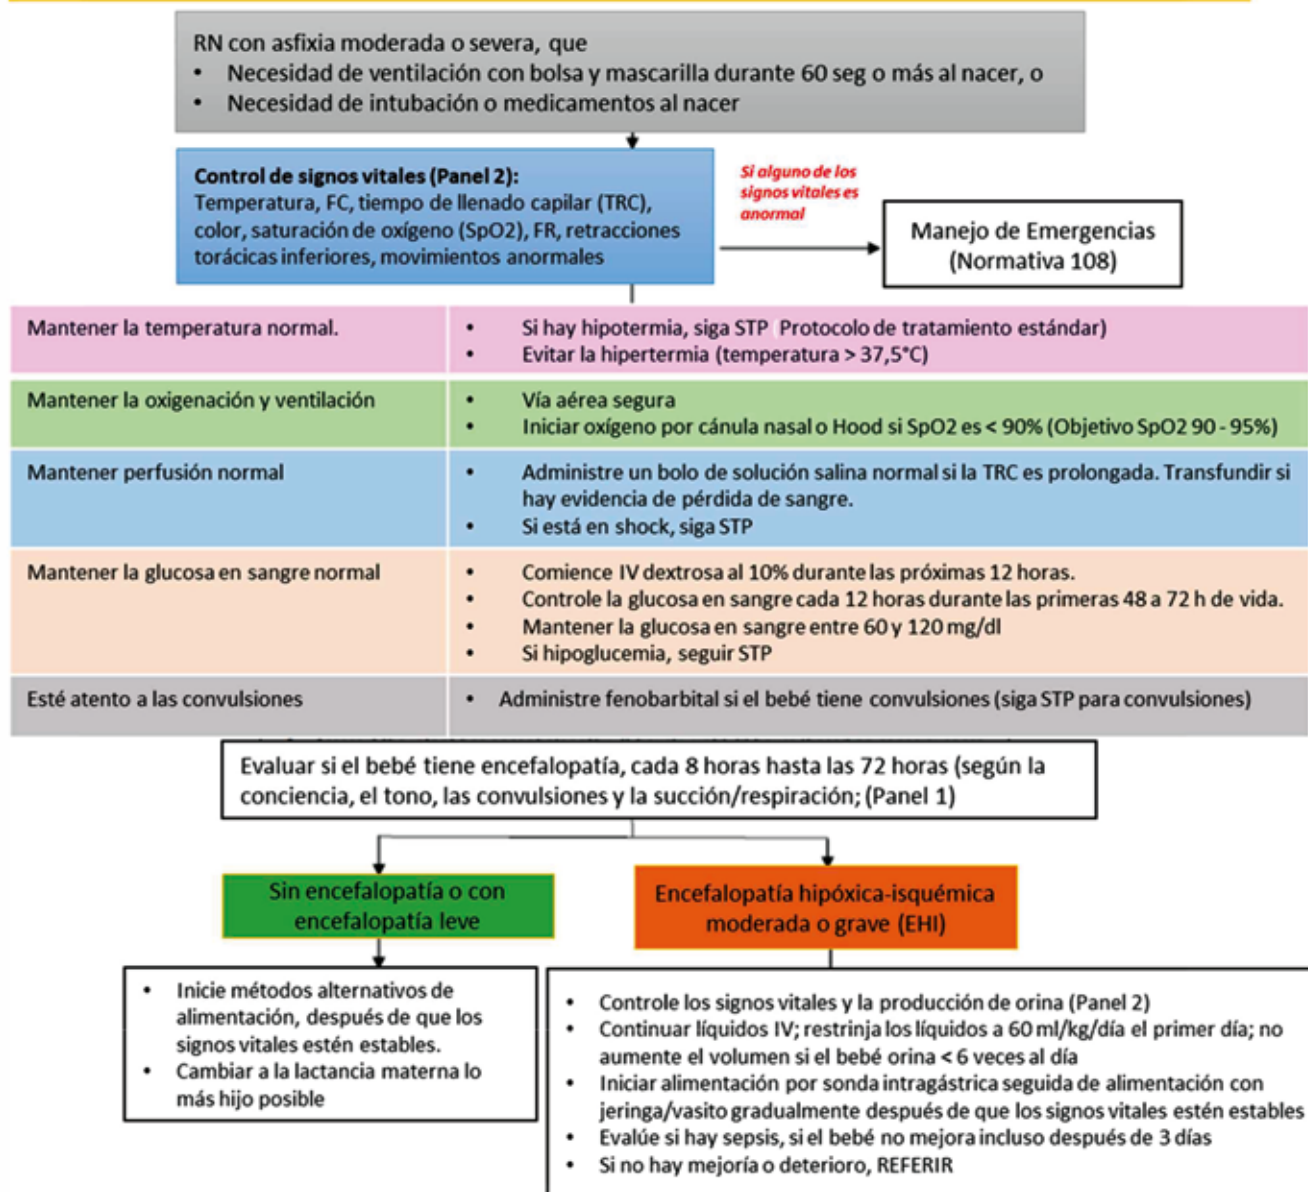 RN con asfixia moderada o severa, que
• Necesidad de ventilación con bolsa y mascarilla durante 60 seg o más al nacer, o
• Necesidad de intubación o medicamentos al nacer
Control de signos vitales (Panel 2):
Temperatura, FC, tiempo de llenado capilar (TRC),
color, saturación de oxígeno (SpO2), FR, retracciones
torácicas inferiores, movimientos anormales
Si alguno de los
signos vitales es
anormal
Manejo de Emergencias
(Normativa 108)
Mantener la temperatura normal.
• Si hay hipotermia, siga STP (Protocolo de tratamiento estándar)
• Evitar la hipertermia (temperatura > 37,5°C)
Mantener la oxigenación y ventilación
• Vía aérea segura
• Iniciar oxígeno por cánula nasal o Hood si SpO2 es < 90% (Objetivo SpO2 90 - 95%)
Mantener perfusión normal
• Administre un bolo de solución salina normal si la TRC es prolongada. Transfundir si
hay evidencia de pérdida de sangre.
• Si está en shock, siga STP
Mantener la glucosa en sangre normal
• Comience IV dextrosa al 10% durante las próximas 12 horas.
• Controle la glucosa en sangre cada 12 horas durante las primeras 48 a 72 h de vida.
• Mantener la glucosa en sangre entre 60 y 120 mg/dl
• Si hipoglucemia, seguir STP
Esté atento a las convulsiones
• Administre fenobarbital si el bebé tiene convulsiones (siga STP para convulsiones)
Evaluar si el bebé tiene encefalopatía, cada 8 horas hasta las 72 horas (según la
conciencia, el tono, las convulsiones y la succión/respiración; (Panel 1)
Sin encefalopatía o con
encefalopatía leve
Encefalopatía hipóxica-isquémica
moderada o grave (EHI)
• Inicie métodos alternativos de
alimentación, después de que los
signos vitales estén estables.
• Cambiar a la lactancia materna lo
más hijo posible
• Controle los signos vitales y la producción de orina (Panel 2)
• Continuar líquidos IV; restrinja los líquidos a 60 ml/kg/día el primer día; no
aumente el volumen si el bebé orina < 6 veces al día
• Iniciar alimentación por sonda intragástrica seguida de alimentación con
jeringa/vasito gradualmente después de que los signos vitales estén estables
• Evalúe si hay sepsis, si el bebé no mejora incluso después de 3 días
• Si no hay mejoría o deterioro, REFERIR